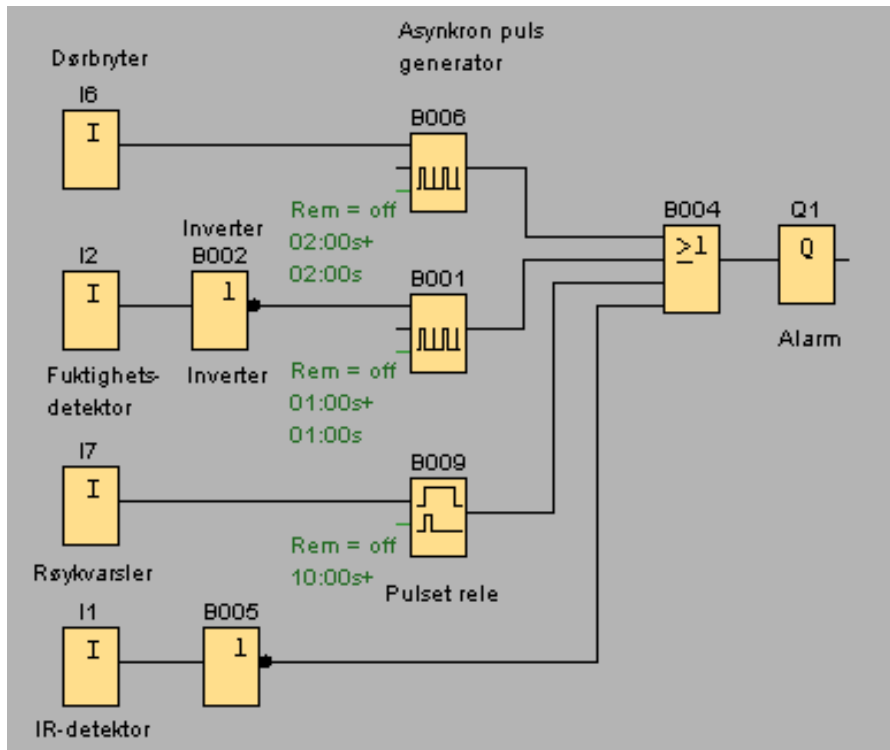 Dørbryter
Asynkron puls
generator
I6
I
B006
Rem = off
02:00s+
02:00s
Inverter
B004
≥1
Q1
Q
Alarm
I2
I
B002
1
B001
Fuktighets-
detektor
Inverter
Rem = off
01:00s+
01:00s
I7
I
B009
Rem = off
10:00s+
Røykvarsler
Pulset rele
I1
I
B005
1
IR-detektor